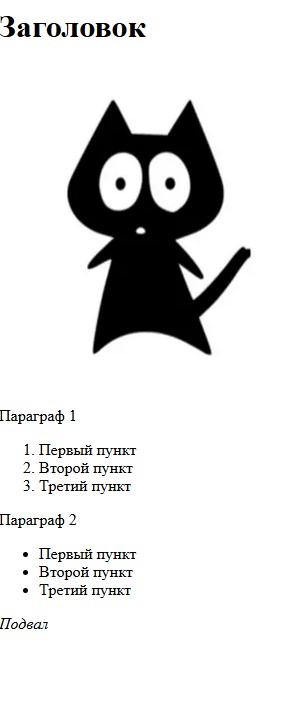 Заголовок
Параграф 1
1. Первый пункт
2. Второй пункт
3. Третий пункт
Параграф 2
• Первый пункт
• Второй пункт
• Третий пункт
Подвал